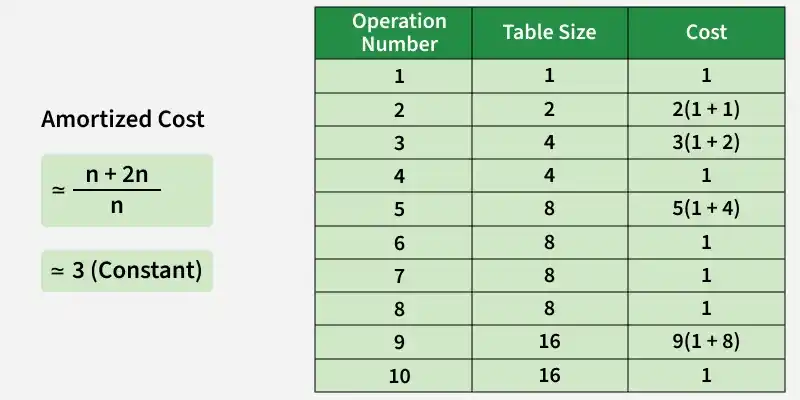 Amortized Cost
≃ n + 2n
n
≃ 3 (Constant)
Operation Number Table Size Cost
1 1 1
2 2 2(1 + 1)
3 4 3(1 + 2)
4 4 1
5 8 5(1 + 4)
6 8 1
7 8 1
8 8 1
9 16 9(1 + 8)
10 16 1